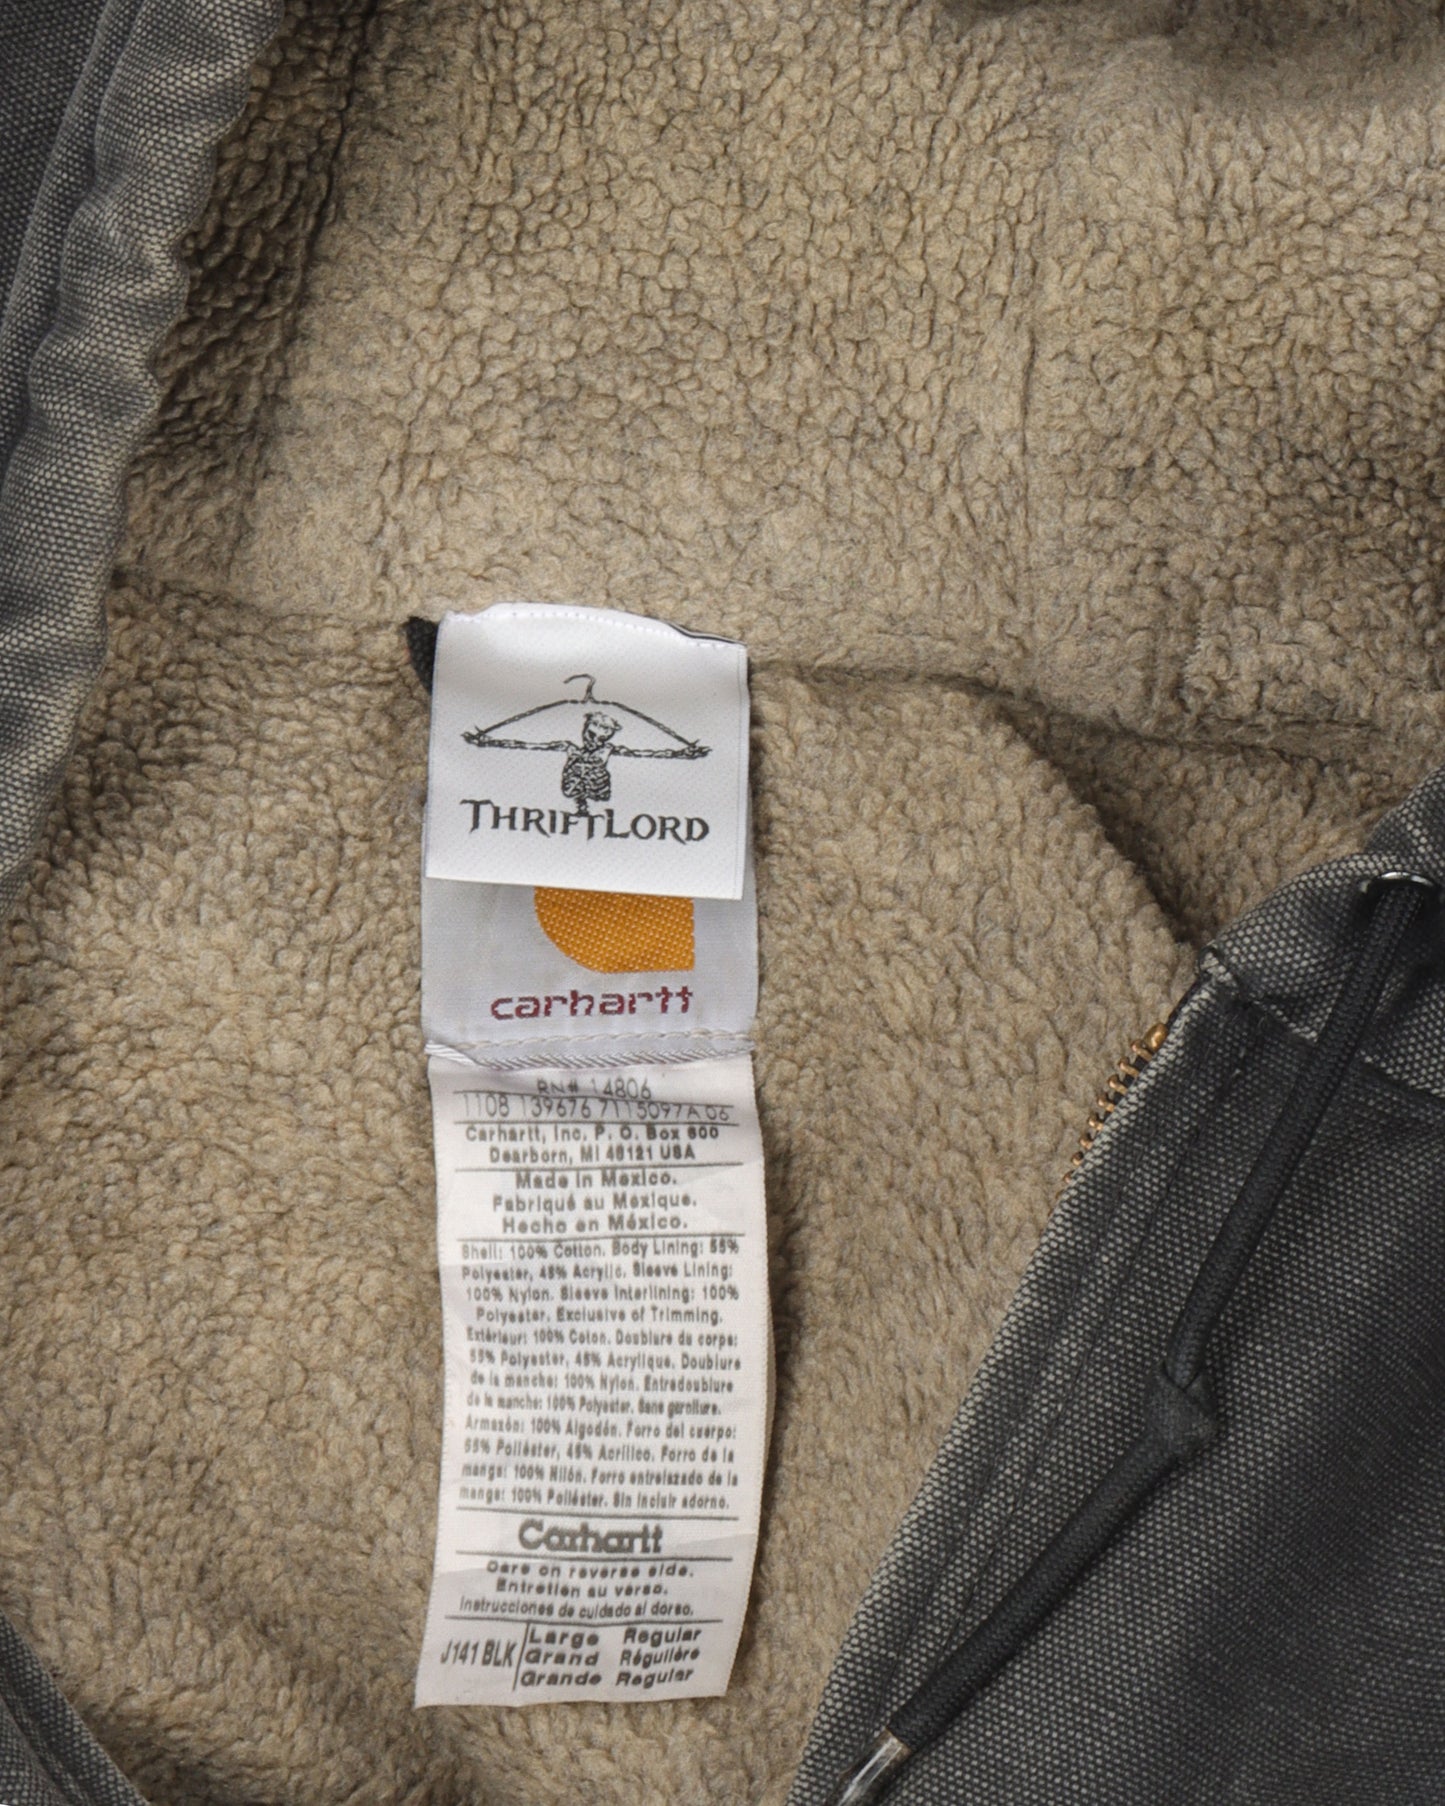 THRIFTLORD
carhartt
RN# 14806
1108 139676 7115097A 06
Carhartt, Inc. P. O. Box 600
Dearborn, MI 48121 USA
Made in Mexico.
Fabriqué au Mexique.
Hecho en México.
Shell: 100% Cotton. Body Lining: 55%
Polyester, 45% Acrylic. Sleeve Lining:
100% Nylon. Sleeve Interlining: 100%
Polyester. Exclusive of Trimming.
Extérieur: 100% Coton. Doublure du corps:
55% Polyester, 45% Acrylique. Doublure
de la manche: 100% Nylon. Entredoublure
de la manche: 100% Polyester. Sans garniture.
Armazón: 100% Algodón. Forro del cuerpo:
55% Poliéster, 45% Acrílico. Forro de la
manga: 100% Nilón. Forro entrelazado de la
manga: 100% Poliéster. Sin incluir adorno.
Carhartt
Care on reverse side.
Entretien au verso.
Instrucciones de cuidado al dorso.
J141 BLK Large Regular
Grand Régulière
Grande Regular